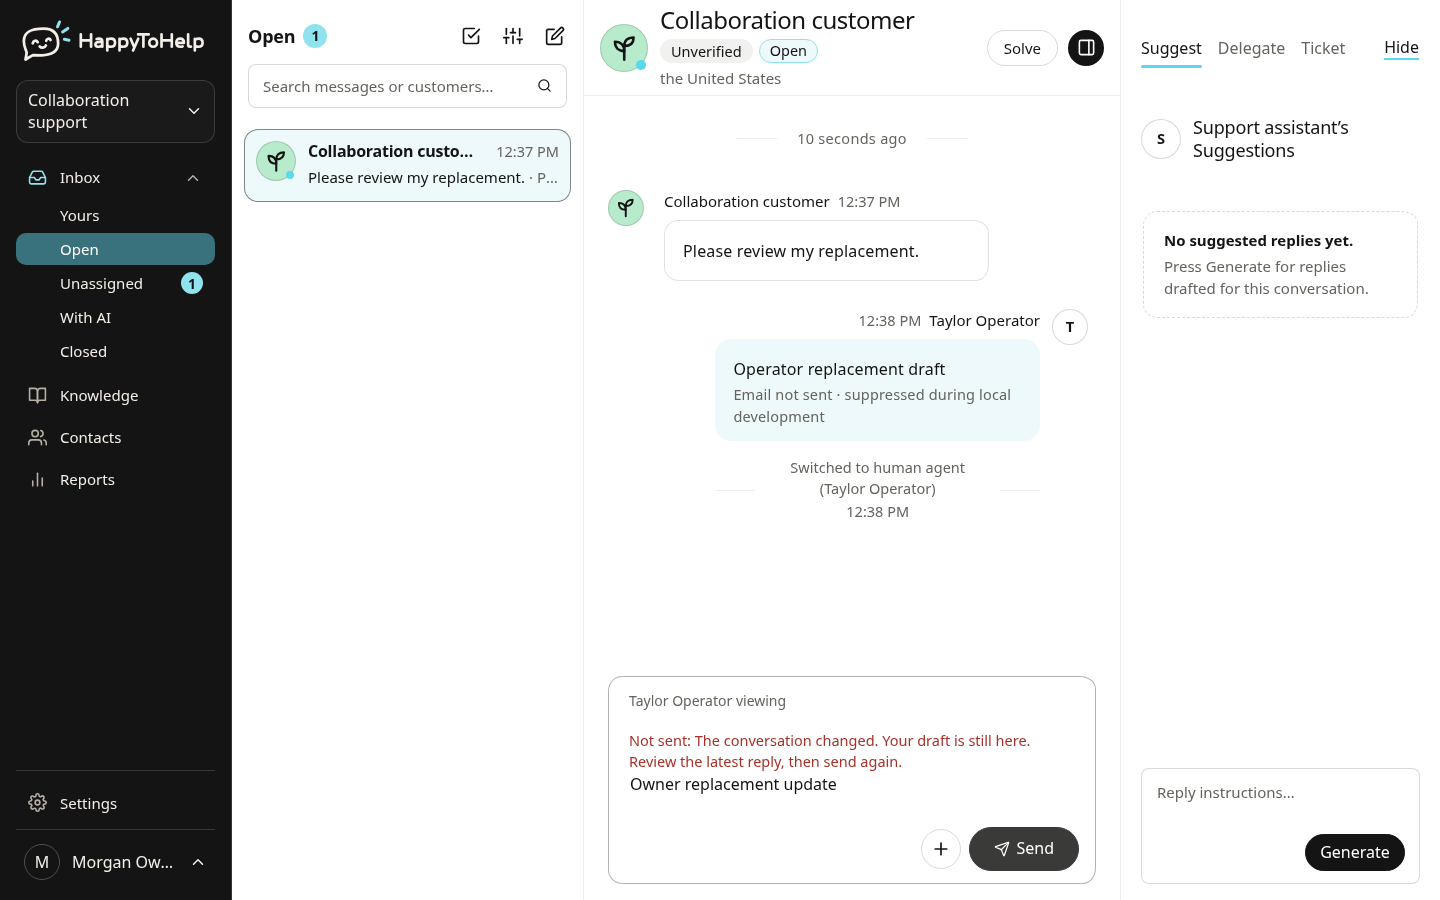 HappyToHelp
Collaboration
support
Inbox
Yours
Open
Unassigned
1
With AI
Closed
Knowledge
Contacts
Reports
Settings
M
Morgan Ow...
Open
1
Search messages or customers...
Collaboration custo...
12:37 PM
Please review my replacement. · P...
Collaboration customer
Unverified
Open
the United States
Solve
10 seconds ago
Collaboration customer 12:37 PM
Please review my replacement.
12:38 PM Taylor Operator
T
Operator replacement draft
Email not sent · suppressed during local
development
Switched to human agent
(Taylor Operator)
12:38 PM
Taylor Operator viewing
Not sent: The conversation changed. Your draft is still here.
Review the latest reply, then send again.
Owner replacement update
Send
Suggest
Delegate
Ticket
Hide
S
Support assistant’s
Suggestions
No suggested replies yet.
Press Generate for replies
drafted for this conversation.
Reply instructions...
Generate